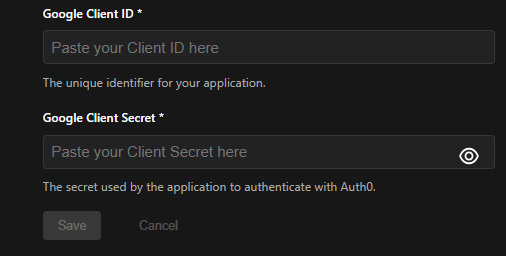 Google Client ID *
Paste your Client ID here
The unique identifier for your application.
Google Client Secret *
Paste your Client Secret here
The secret used by the application to authenticate with Auth0.
Save Cancel